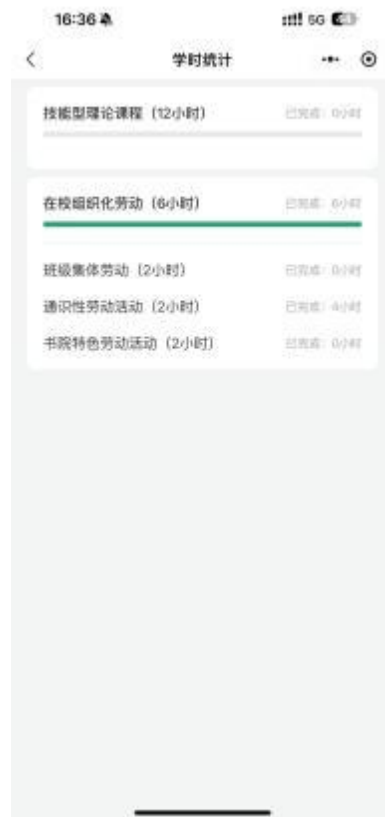 16:36
5G
学时统计
技能型理论课程（12小时） 已完成：0小时
在校组织化劳动（6小时） 已完成：6小时
班级集体劳动（2小时） 已完成：0小时
通识性劳动活动（2小时） 已完成：4小时
书院特色劳动活动（2小时） 已完成：0小时